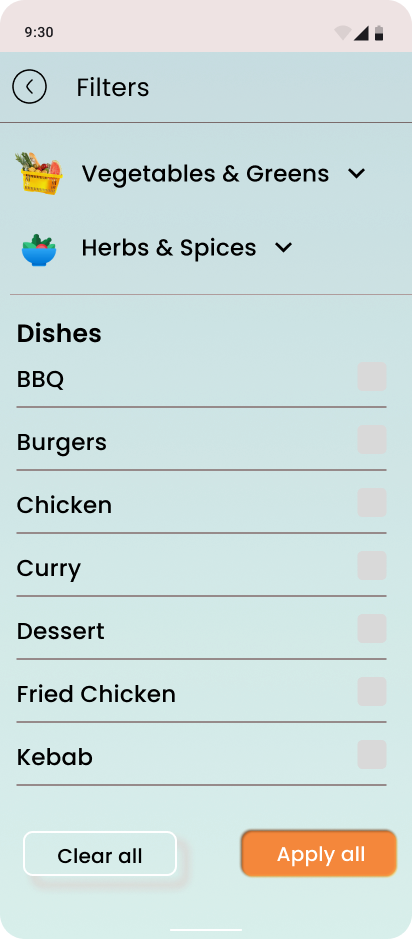 9:30
Filters
Vegetables & Greens
Herbs & Spices
Dishes
BBQ
Burgers
Chicken
Curry
Dessert
Fried Chicken
Kebab
Clear all
Apply all